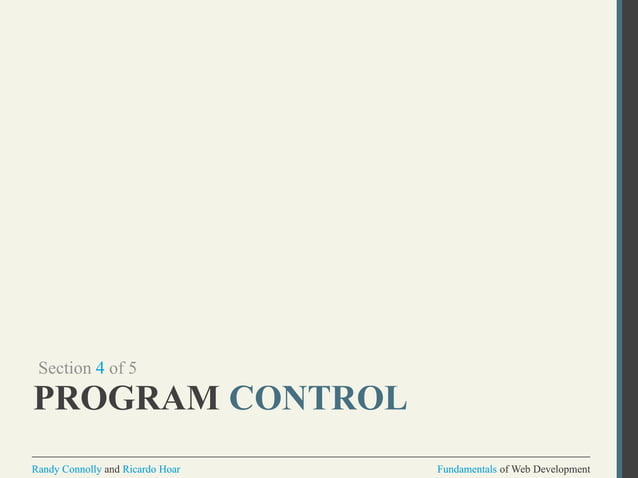 Section 4 of 5
PROGRAM CONTROL
Randy Connolly and Ricardo Hoar
Fundamentals of Web Development